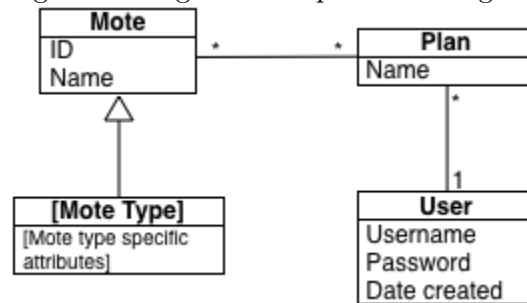 Mote
ID
Name
*
*
Plan
Name
*
1
[Mote Type]
[Mote type specific
attributes]
User
Username
Password
Date created